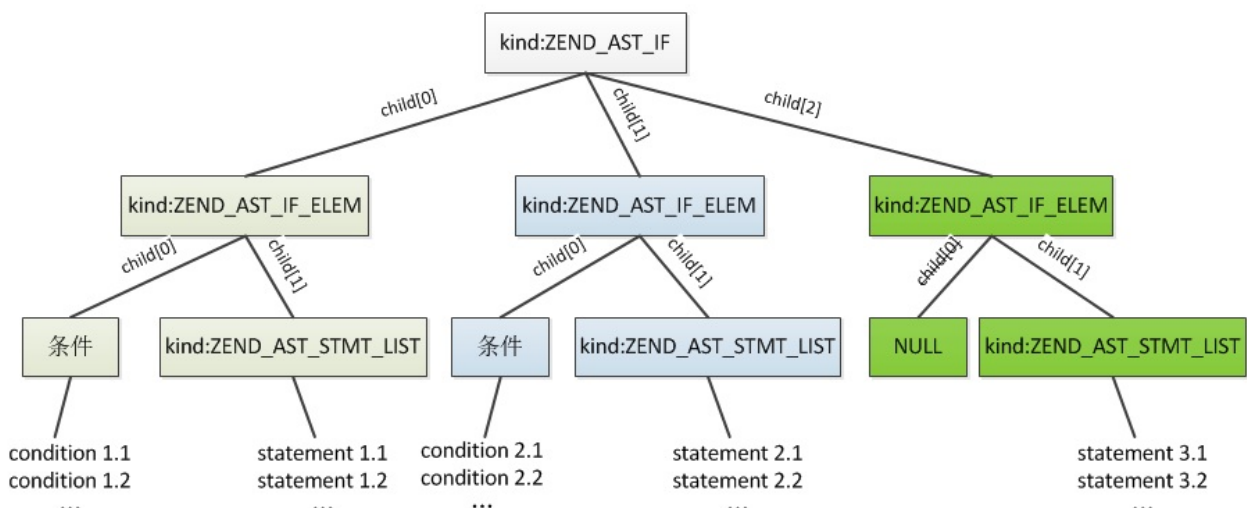 kind:ZEND_AST_IF
child[0]
child[1]
child[2]
kind:ZEND_AST_IF_ELEM
kind:ZEND_AST_IF_ELEM
kind:ZEND_AST_IF_ELEM
child[0]
child[1]
child[0]
child[1]
child[0]
child[1]
条件
kind:ZEND_AST_STMT_LIST
条件
kind:ZEND_AST_STMT_LIST
NULL
kind:ZEND_AST_STMT_LIST
condition 1.1
condition 1.2
...
statement 1.1
statement 1.2
...
condition 2.1
condition 2.2
...
statement 2.1
statement 2.2
...
statement 3.1
statement 3.2
...